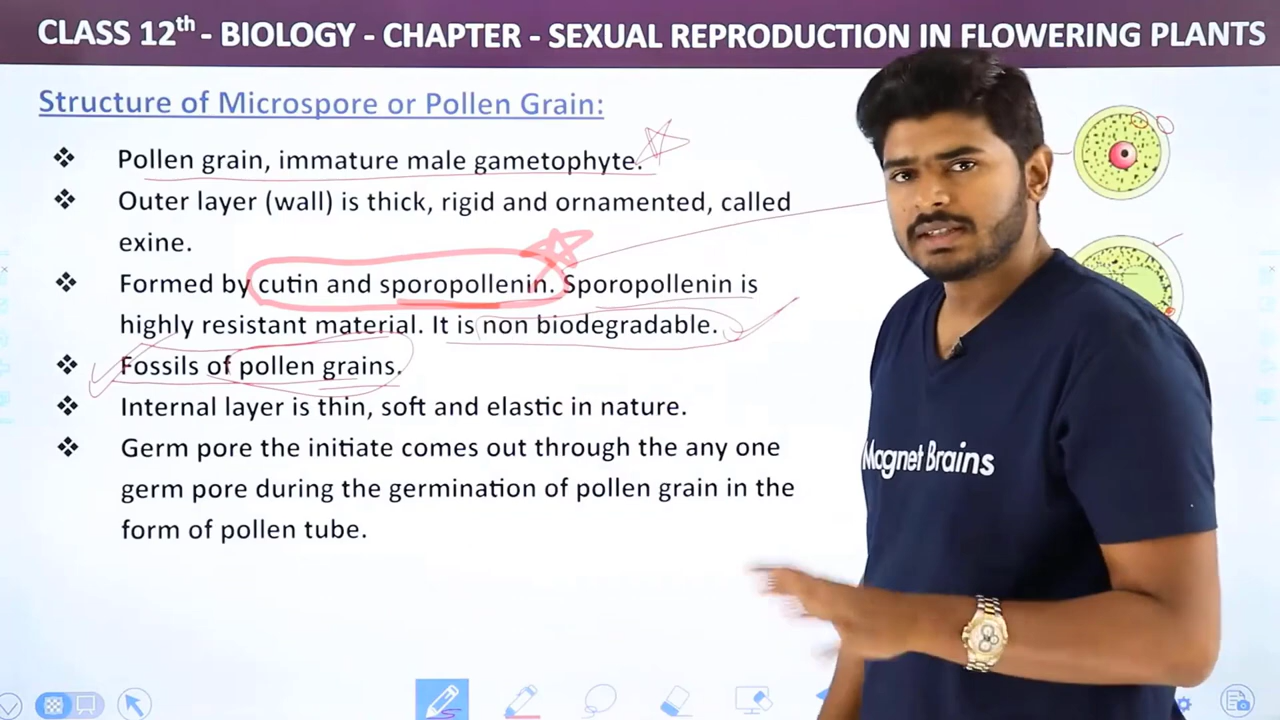 CLASS 12th - BIOLOGY - CHAPTER - SEXUAL REPRODUCTION IN FLOWERING PLANTS
Structure of Microspore or Pollen Grain:
❖ Pollen grain, immature male gametophyte.
❖ Outer layer (wall) is thick, rigid and ornamented, called
exine.
❖ Formed by cutin and sporopollenin. Sporopollenin is
highly resistant material. It is non biodegradable.
❖ Fossils of pollen grains.
❖ Internal layer is thin, soft and elastic in nature.
❖ Germ pore the initiate comes out through the any one
germ pore during the germination of pollen grain in the
form of pollen tube.
Magnet Brains